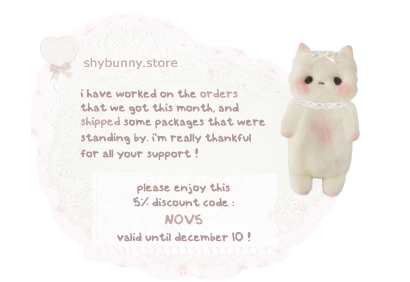 shybunny.store
i have worked on the orders
that we got this month, and
shipped some packages that were
standing by. i'm really thankful
for all your support !
please enjoy this
5% discount code :
NOV5
valid until december 10 !